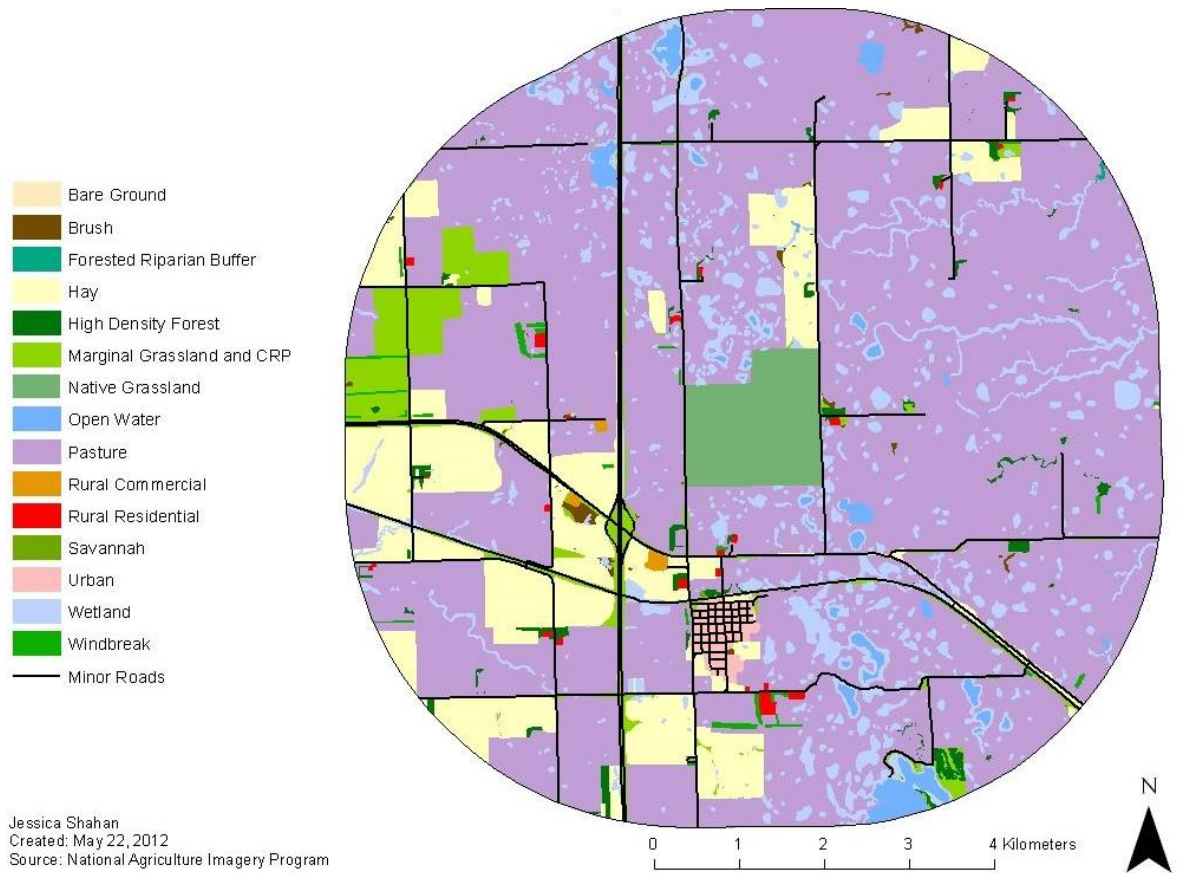 Bare Ground
Brush
Forested Riparian Buffer
Hay
High Density Forest
Marginal Grassland and CRP
Native Grassland
Open Water
Pasture
Rural Commercial
Rural Residential
Savannah
Urban
Wetland
Windbreak
Minor Roads
Jessica Shahan
Created: May 22, 2012
Source: National Agriculture Imagery Program
0 1 2 3 4 Kilometers
N